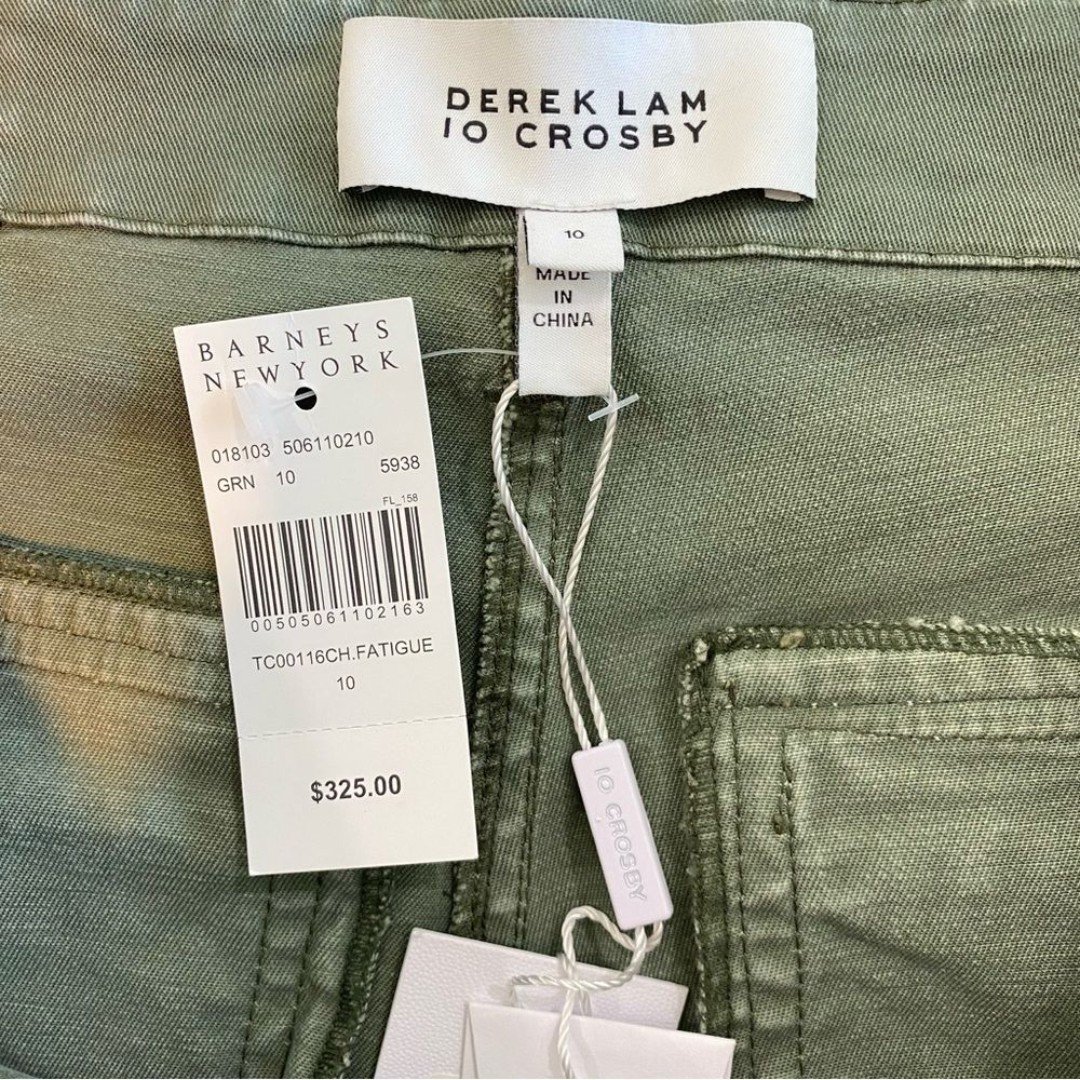 DEREK LAM
10 CROSBY
10
MADE
IN
CHINA
BARNEYS
NEWYORK
018103 506110210
GRN 10 5938
FL_158
00505061102163
TC00116CH.FATIGUE
10
$325.00
10 CROSBY